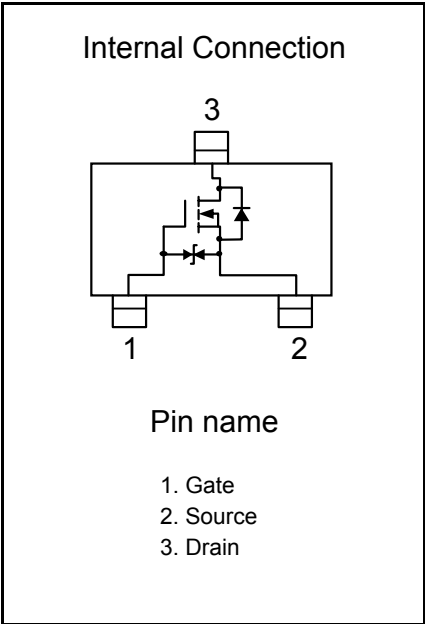 Internal Connection
3
1 2
Pin name
1. Gate
2. Source
3. Drain